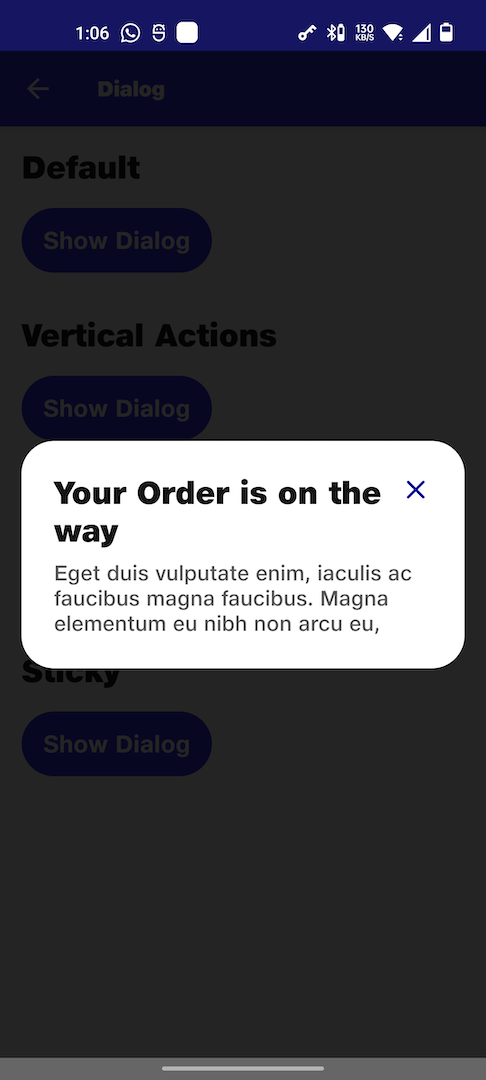 1:06
130
KB/S
Dialog
Default
Show Dialog
Vertical Actions
Show Dialog
Your Order is on the
way
Eget duis vulputate enim, iaculis ac
faucibus magna faucibus. Magna
elementum eu nibh non arcu eu,
Sticky
Show Dialog